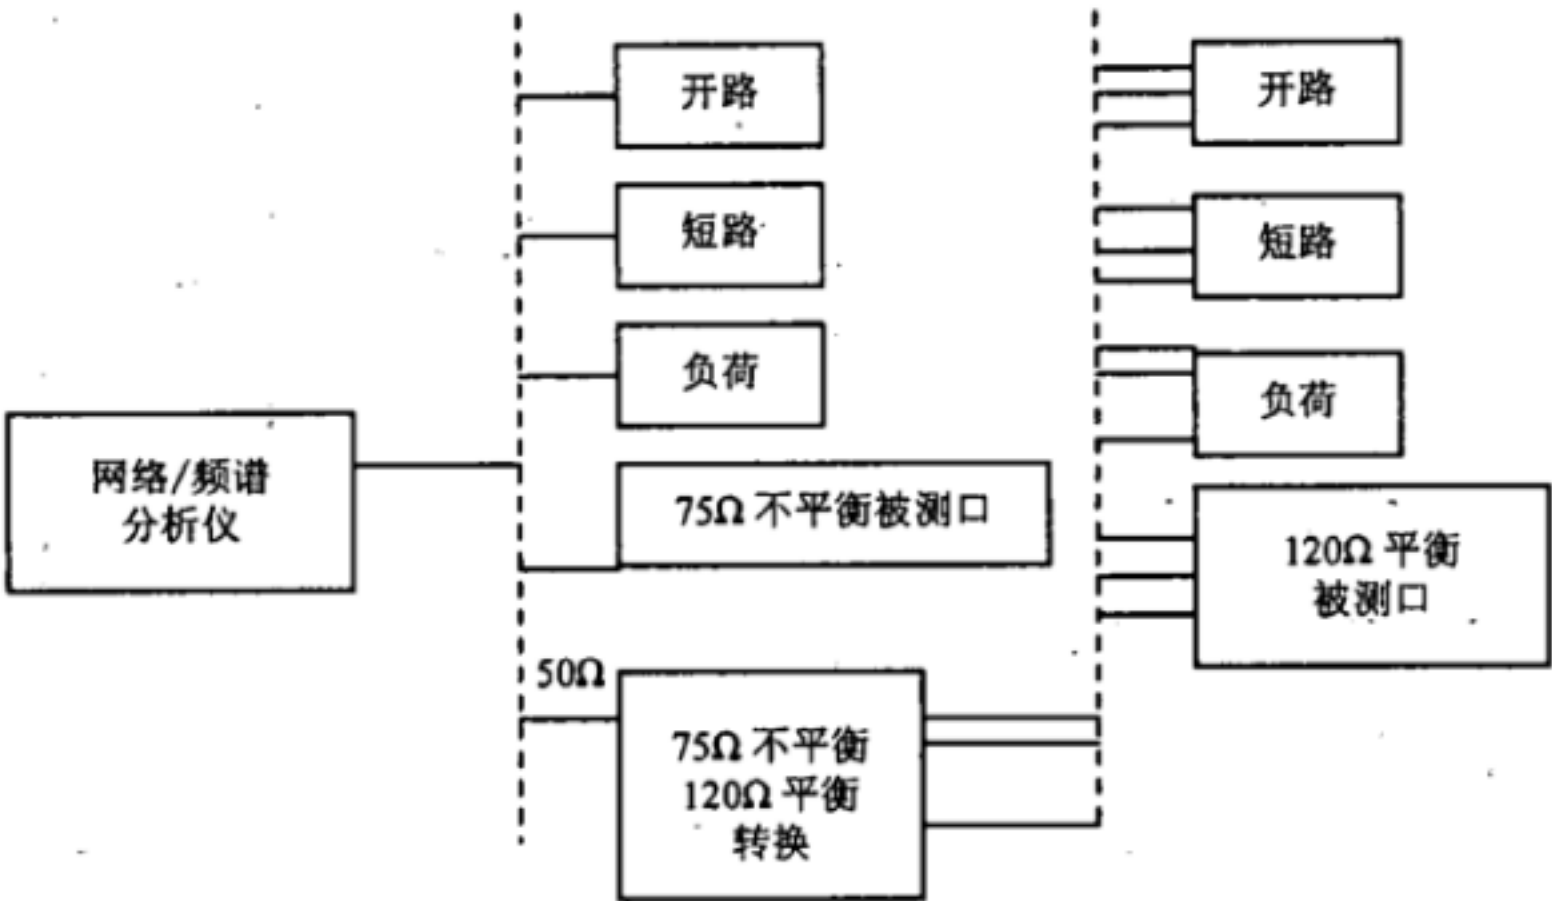 开路
短路
负荷
网络/频谱
分析仪
75Ω 不平衡被测口
50Ω
75Ω 不平衡
120Ω 平衡
转换
开路
短路
负荷
120Ω 平衡
被测口